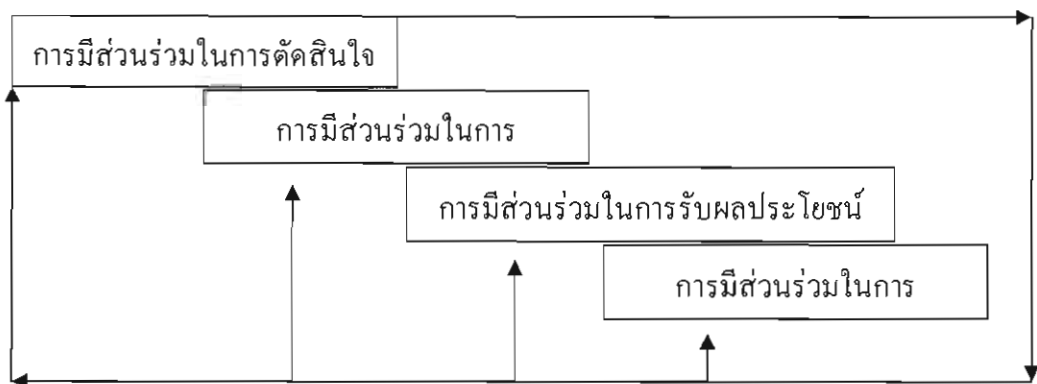 การมีส่วนร่วมในการตัดสินใจ
การมีส่วนร่วมในการ
การมีส่วนร่วมในการรับผลประโยชน์
การมีส่วนร่วมในการ